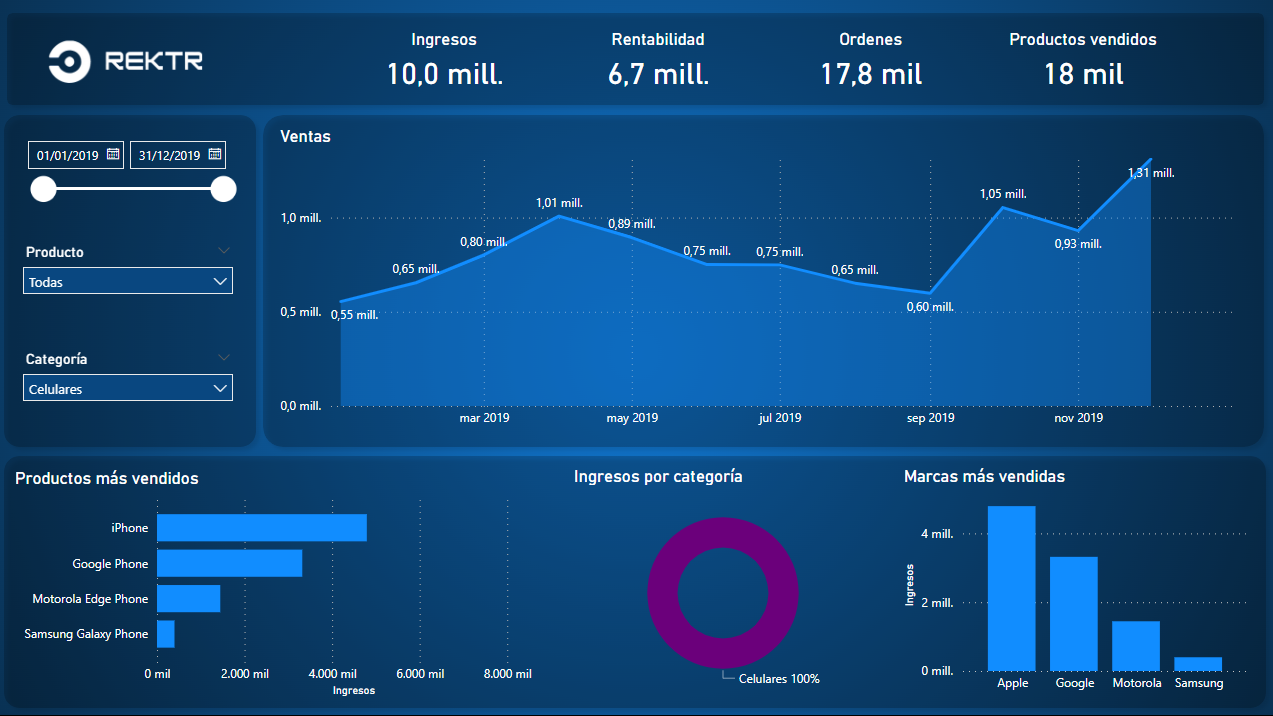 REKTR
Ingresos
10,0 mill.
Rentabilidad
6,7 mill.
Ordenes
17,8 mil
Productos vendidos
18 mil
01/01/2019
31/12/2019
Producto
Todas
Categoría
Celulares
Ventas
1,0 mill.
0,5 mill.
0,0 mill.
0,55 mill.
0,65 mill.
0,80 mill.
1,01 mill.
0,89 mill.
0,75 mill.
0,75 mill.
0,65 mill.
0,60 mill.
1,05 mill.
0,93 mill.
1,31 mill.
mar 2019
may 2019
jul 2019
sep 2019
nov 2019
Productos más vendidos
iPhone
Google Phone
Motorola Edge Phone
Samsung Galaxy Phone
0 mil
2.000 mil
4.000 mil
6.000 mil
8.000 mil
Ingresos
Ingresos por categoría
Celulares 100%
Marcas más vendidas
Ingresos
4 mill.
2 mill.
0 mill.
Apple
Google
Motorola
Samsung